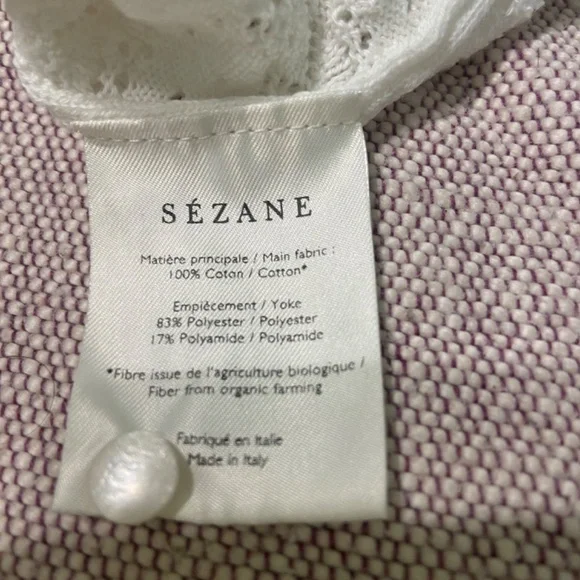 SÉZANE
Matière principale / Main fabric :
100% Coton / Cotton*
Empiècement / Yoke
83% Polyester / Polyester
17% Polyamide / Polyamide
*Fibre issue de l'agriculture biologique /
Fiber from organic farming
Fabriqué en Italie
Made in Italy